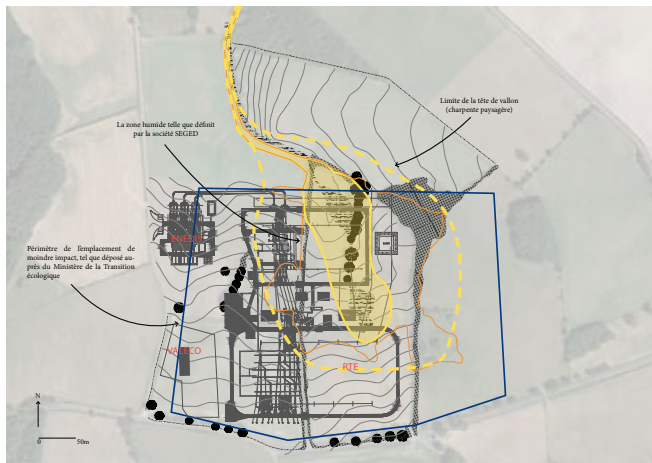 Limite de la tête de vallon
(charpente paysagère)
La zone humide telle que définit
par la société SEGED
ENEDIS
Périmètre de l'emplacement de
moindre impact, tel que déposé au-
près du Ministère de la Transition
écologique
VALECO
RTE
N
0 50m